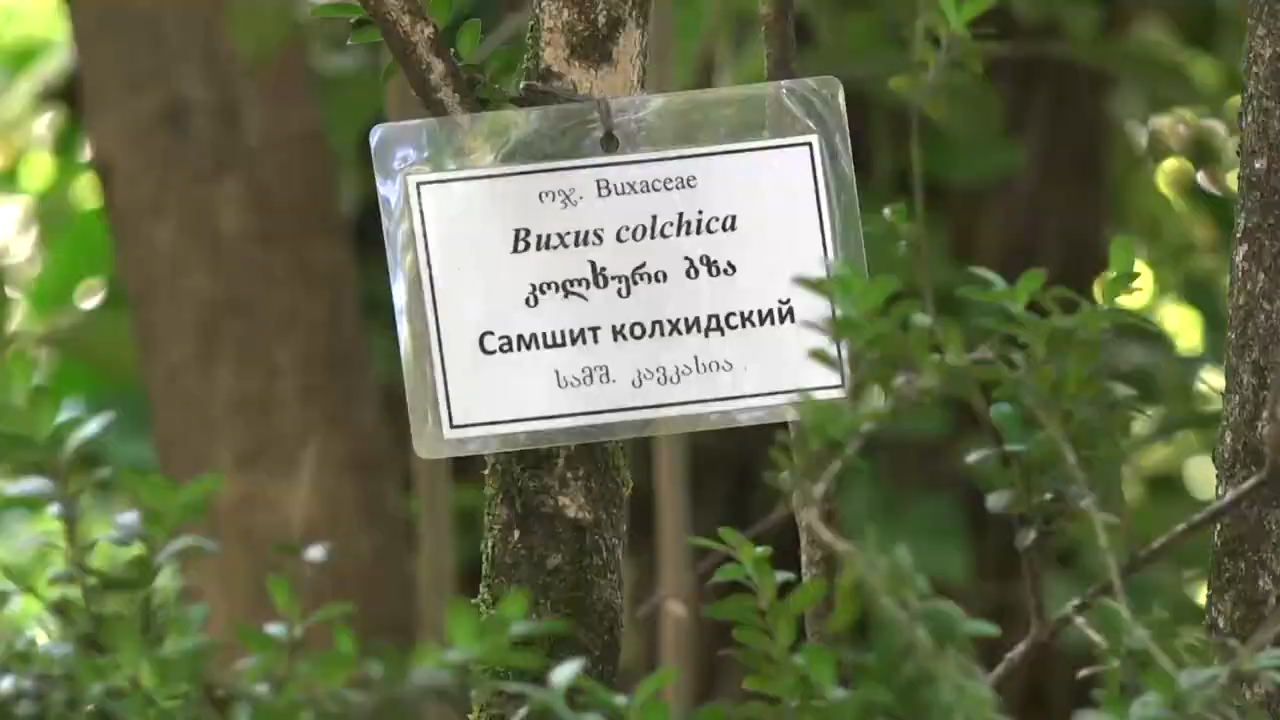 ოჯ. Buxaceae
Buxus colchica
კოლხური ბზა
Самшит колхидский
სამშ. კავკასია